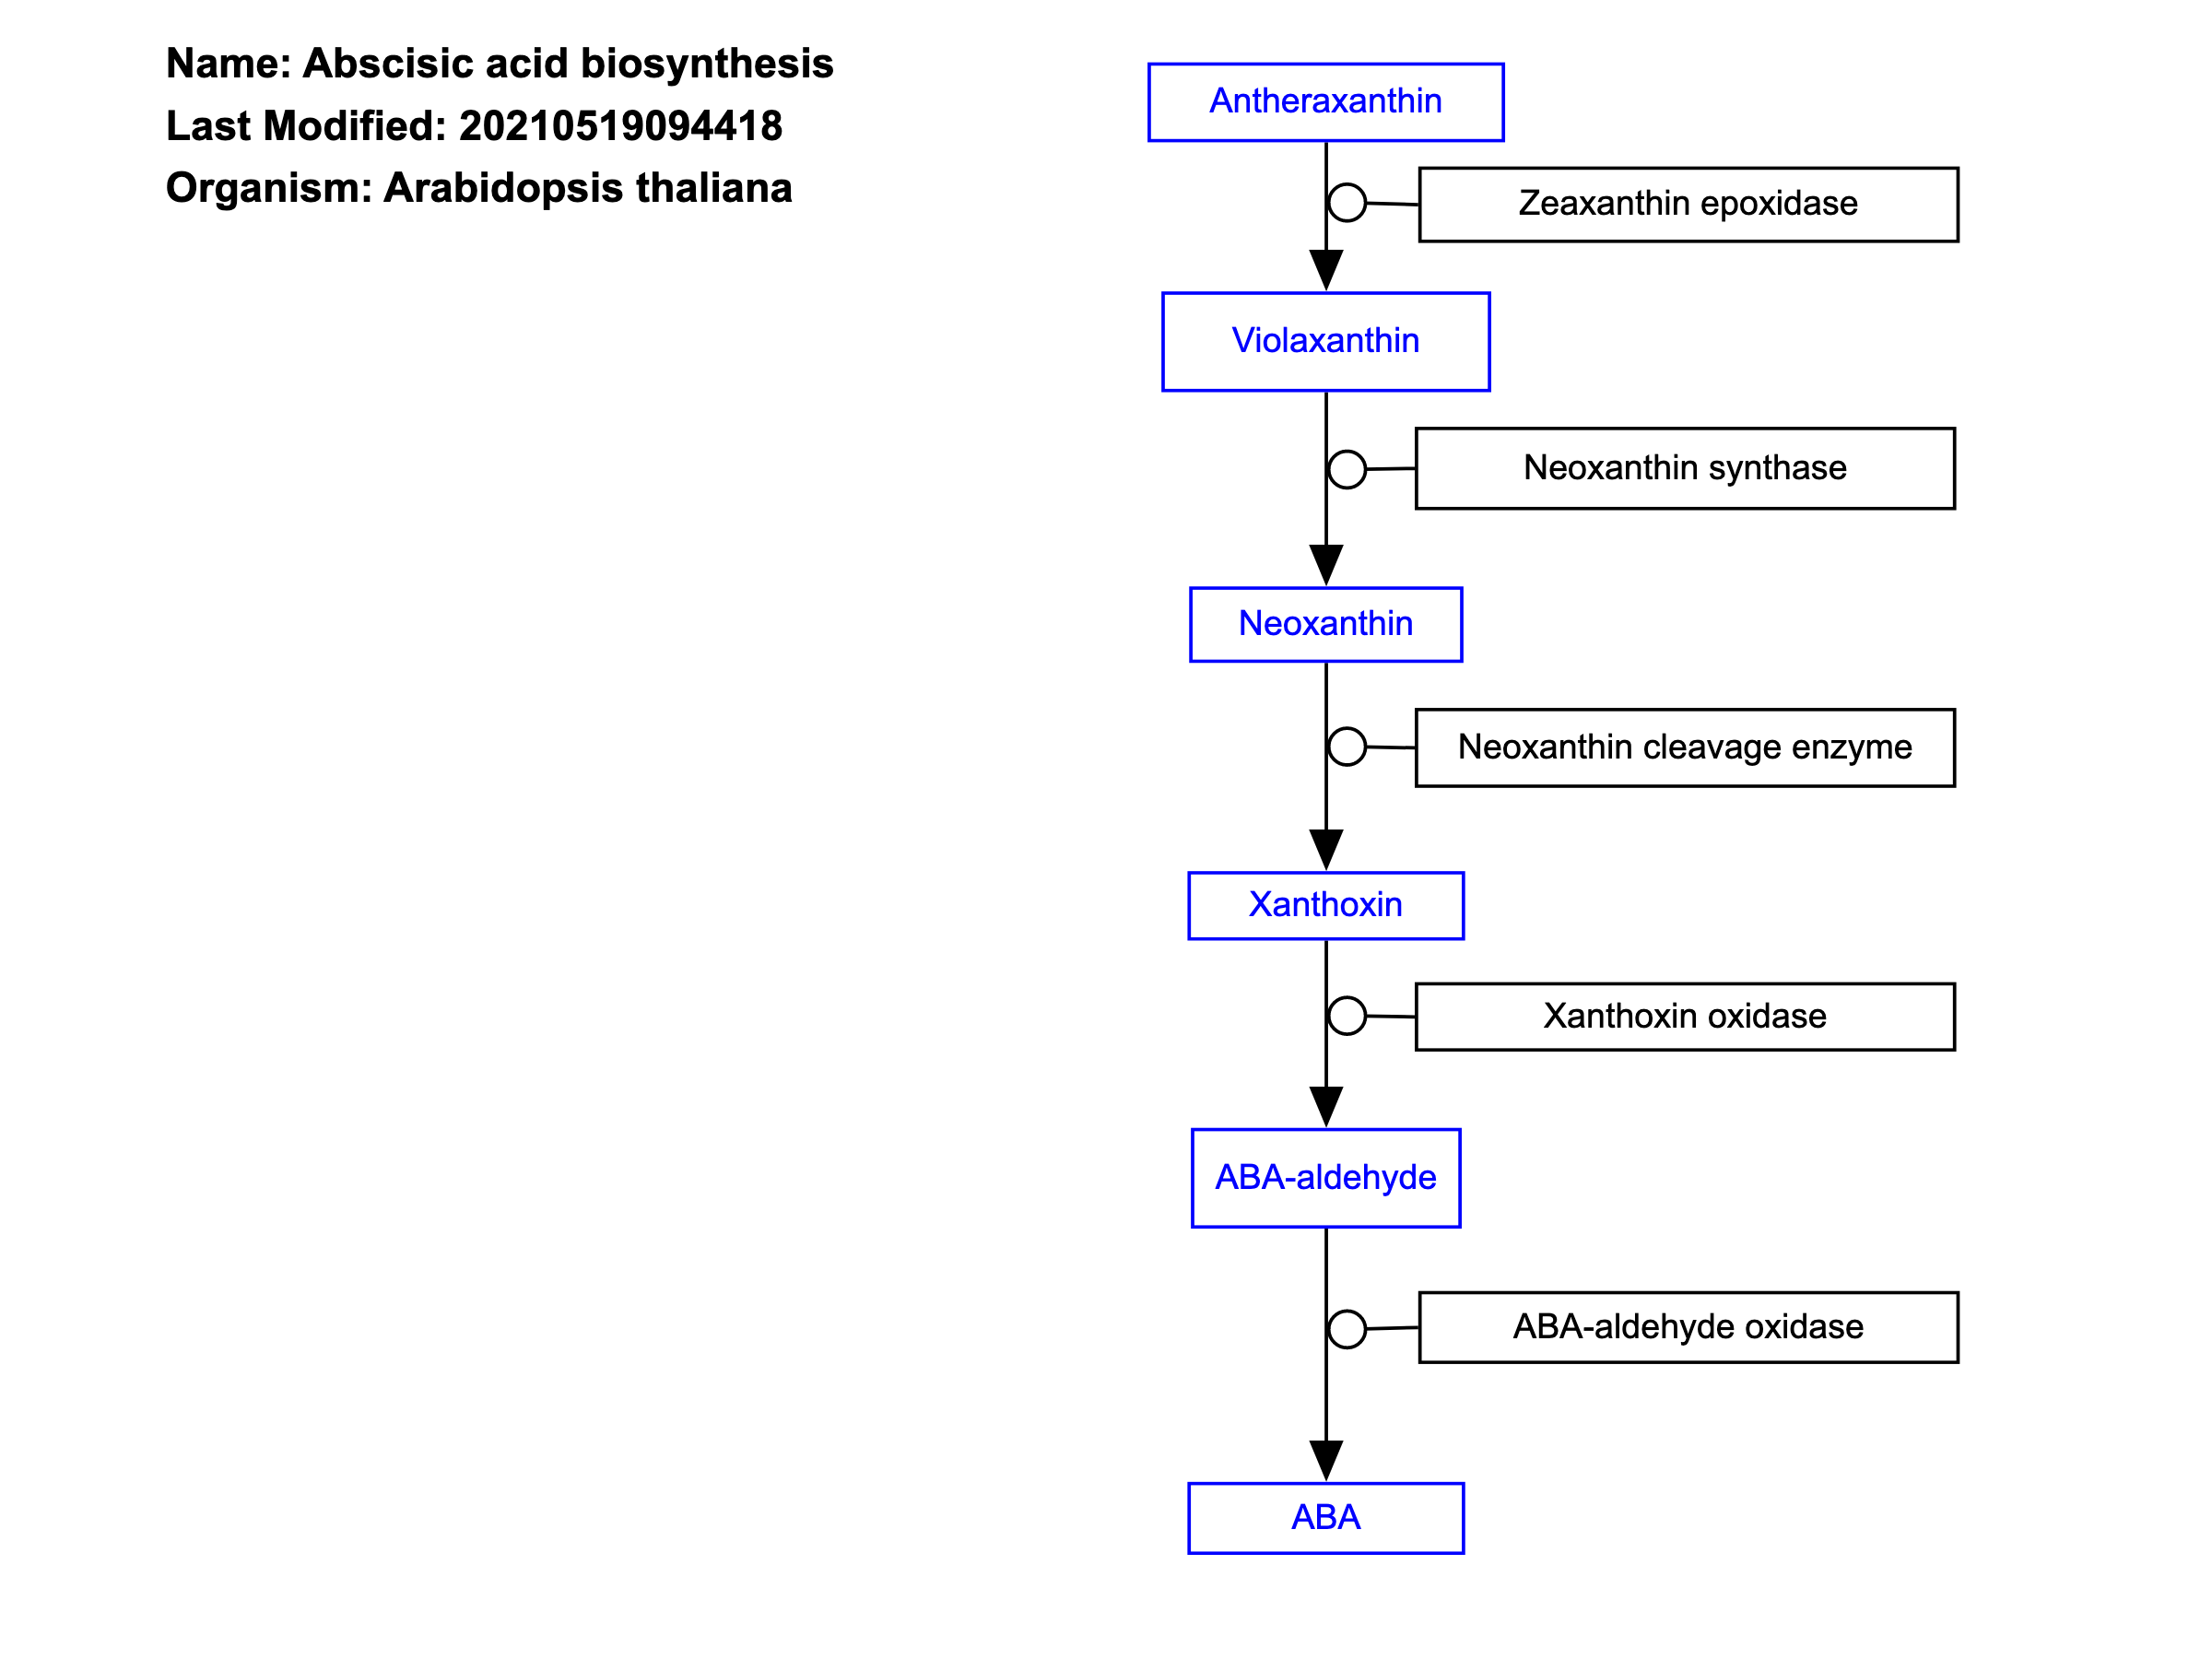 Name: Abscisic acid biosynthesis
Last Modified: 20210519094418
Organism: Arabidopsis thaliana
Antheraxanthin
Zeaxanthin epoxidase
Violaxanthin
Neoxanthin synthase
Neoxanthin
Neoxanthin cleavage enzyme
Xanthoxin
Xanthoxin oxidase
ABA-aldehyde
ABA-aldehyde oxidase
ABA